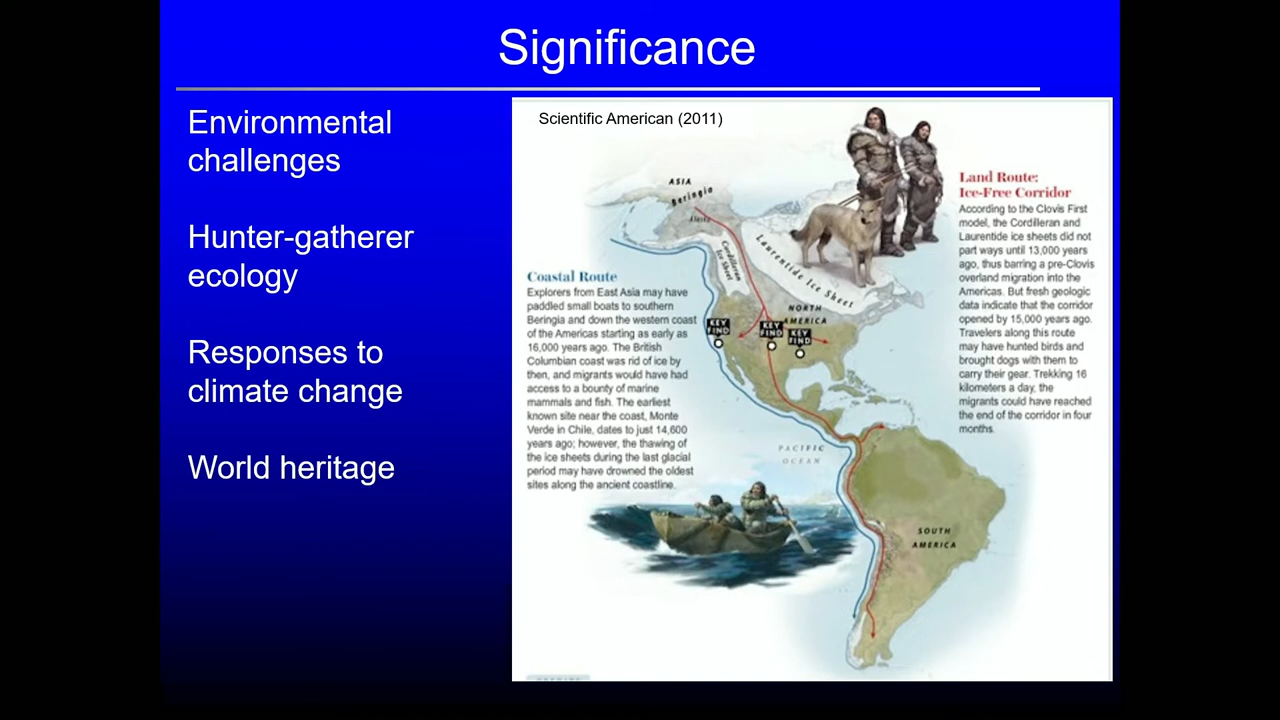 Significance
Environmental
challenges
Hunter-gatherer
ecology
Responses to
climate change
World heritage
Scientific American (2011)
ASIA
Beringia
Alaska
Cordilleran
Ice Sheet
Laurentide Ice Sheet
NORTH
AMERICA
KEY
FIND
KEY
FIND
KEY
FIND
PACIFIC
OCEAN
SOUTH
AMERICA
Coastal Route
Explorers from East Asia may have
paddled small boats to southern
Beringia and down the western coast
of the Americas starting as early as
16,000 years ago. The British
Columbian coast was rid of ice by
then, and migrants would have had
access to a bounty of marine
mammals and fish. The earliest
known site near the coast, Monte
Verde in Chile, dates to just 14,600
years ago; however, the thawing of
the ice sheets during the last glacial
period may have drowned the oldest
sites along the ancient coastline.
Land Route:
Ice-Free Corridor
According to the Clovis First
model, the Cordilleran and
Laurentide ice sheets did not
part ways until 13,000 years
ago, thus barring a pre-Clovis
overland migration into the
Americas. But fresh geologic
data indicate that the corridor
opened by 15,000 years ago.
Travelers along this route
may have hunted birds and
brought dogs with them to
carry their gear. Trekking 16
kilometers a day, the
migrants could have reached
the end of the corridor in four
months.